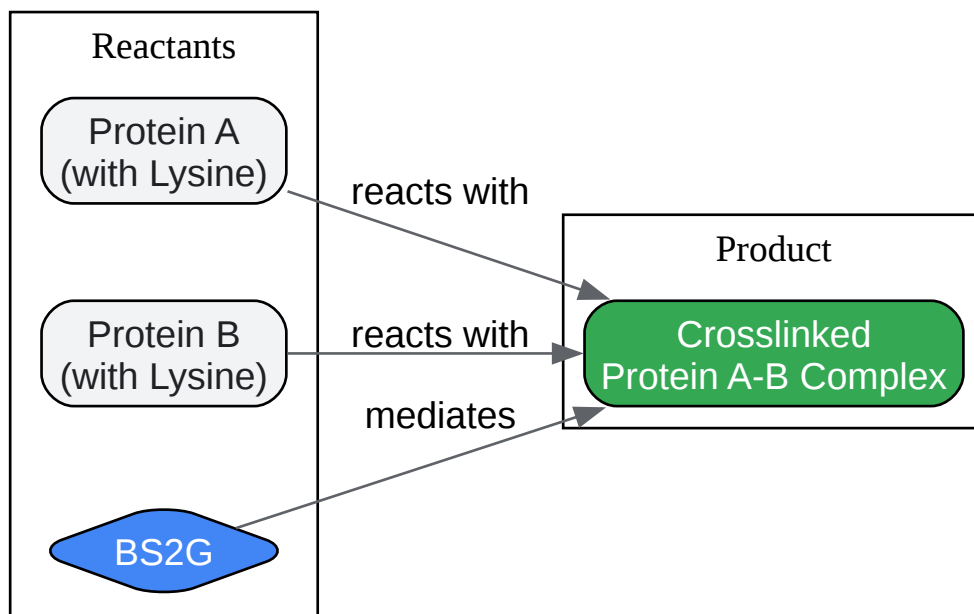 Reactants
Protein A
(with Lysine)
reacts with
Product
Protein B
(with Lysine)
reacts with
Crosslinked
Protein A-B Complex
mediates
BS2G